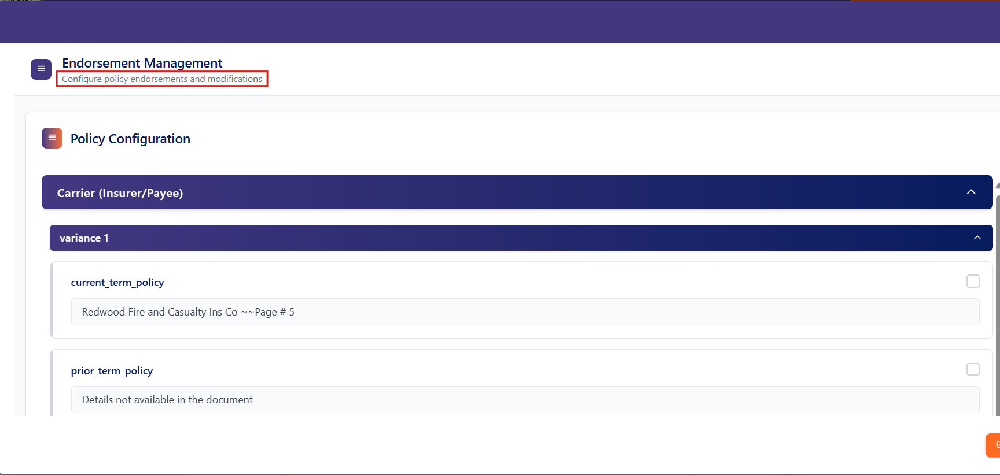 Endorsement Management
Configure policy endorsements and modifications
Policy Configuration
Carrier (Insurer/Payee)
variance 1
current_term_policy
Redwood Fire and Casualty Ins Co ~~Page # 5
prior_term_policy
Details not available in the document